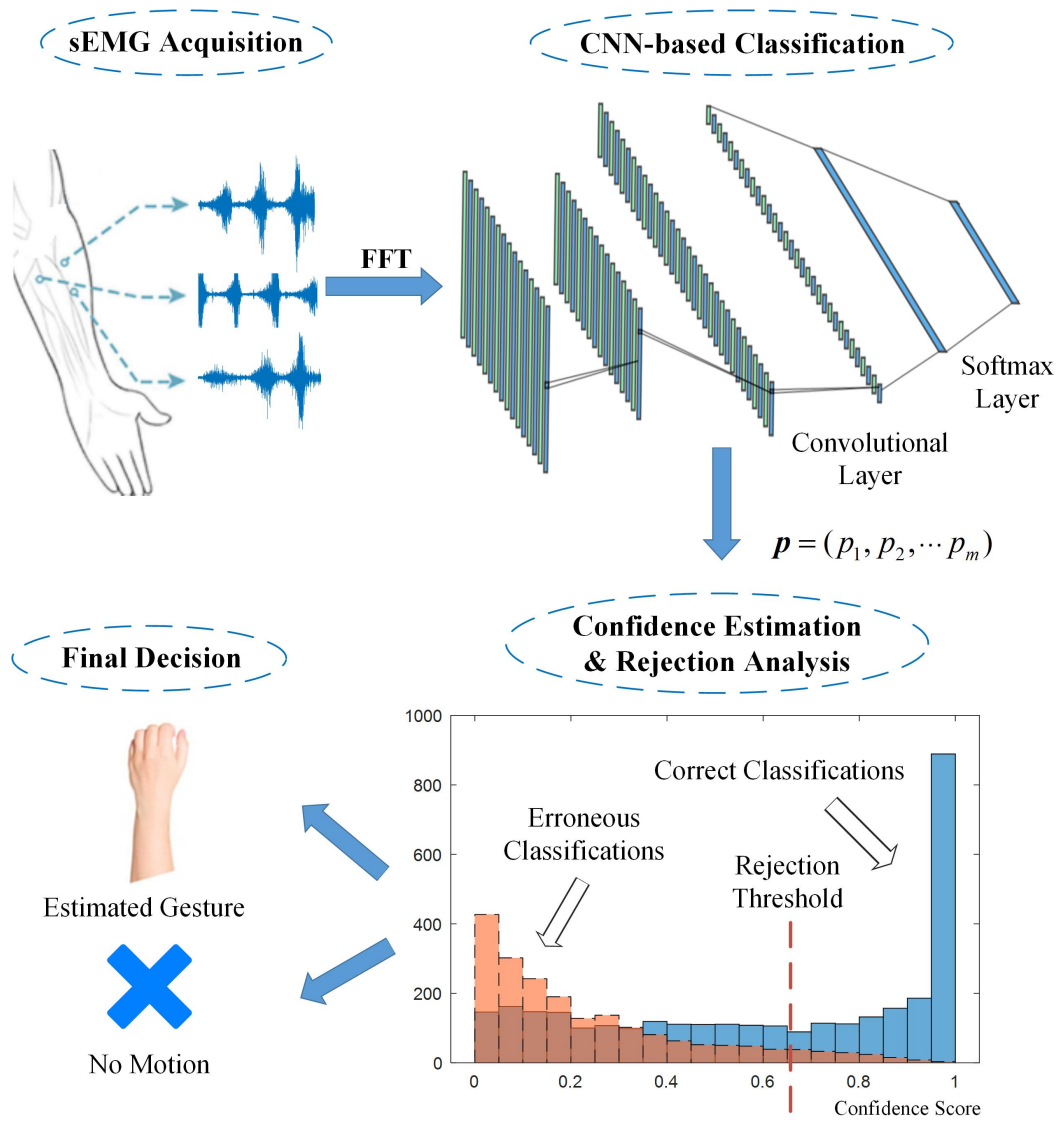 sEMG Acquisition
CNN-based Classification
FFT
Softmax
Layer
Convolutional
Layer
p = (p1, p2, ⋯ pm)
Final Decision
Confidence Estimation
& Rejection Analysis
Estimated Gesture
No Motion
1000
800
600
400
200
0
Correct Classifications
Erroneous
Classifications
Rejection
Threshold
0 0.2 0.4 0.6 0.8 1
Confidence Score